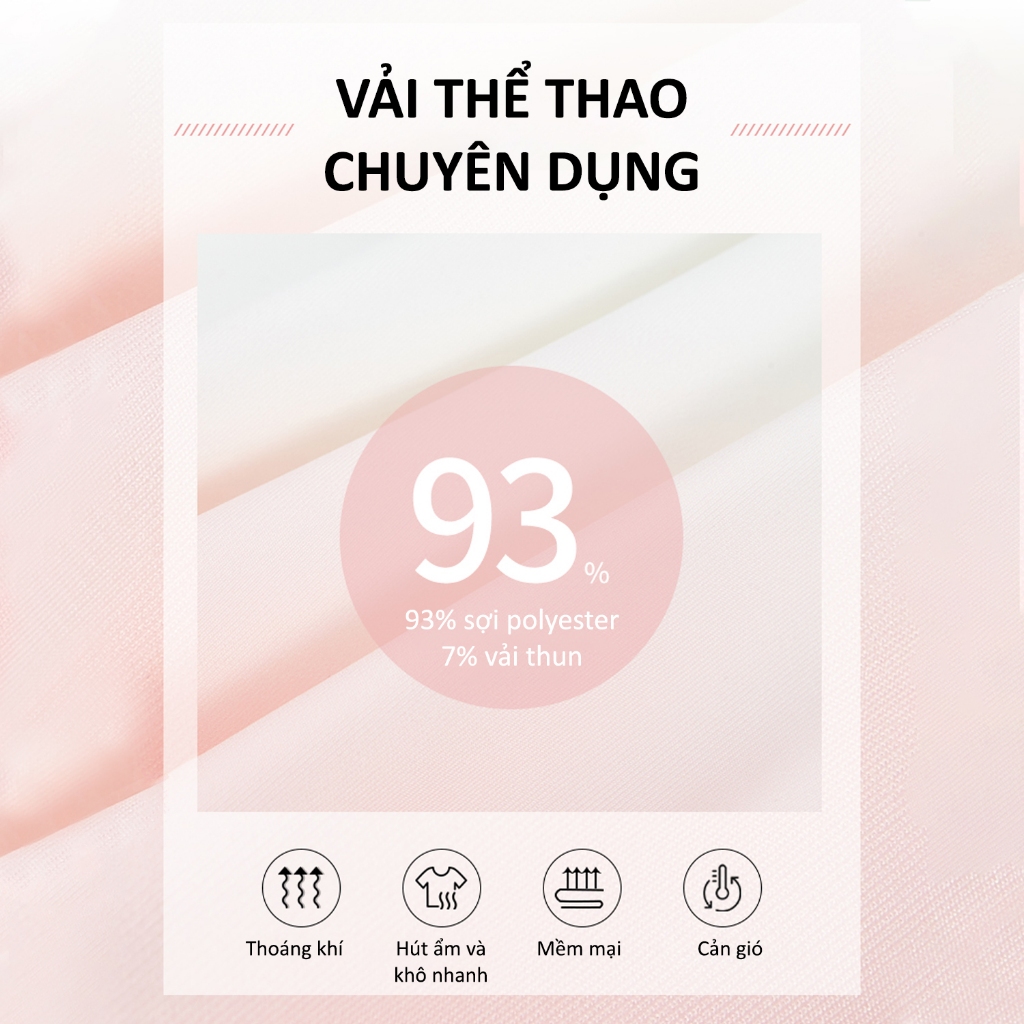 VẢI THỂ THAO
CHUYÊN DỤNG
93%
93% sợi polyester
7% vải thun
Thoáng khí
Hút ẩm và
khô nhanh
Mềm mại
Cản gió